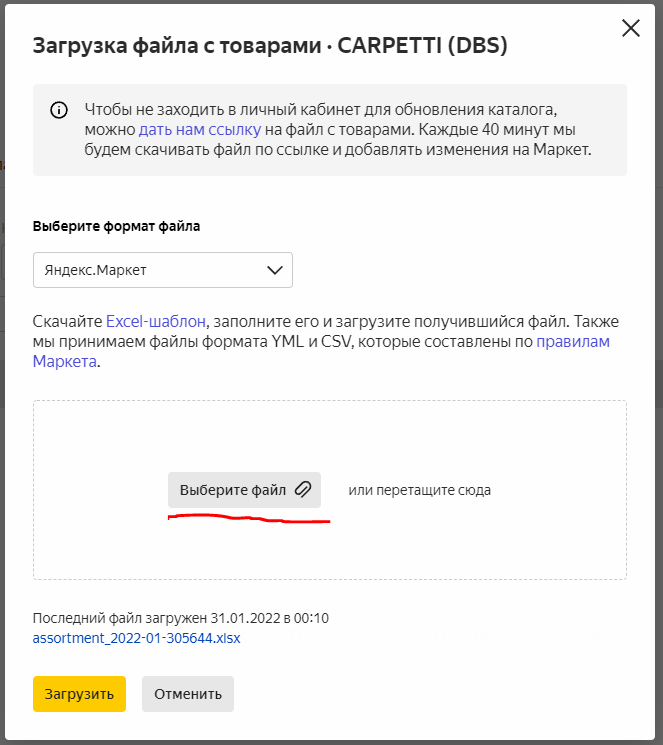 Загрузка файла с товарами · CARPETTI (DBS)
Чтобы не заходить в личный кабинет для обновления каталога,
можно дать нам ссылку на файл с товарами. Каждые 40 минут мы
будем скачивать файл по ссылке и добавлять изменения на Маркет.
Выберите формат файла
Яндекс.Маркет
Скачайте Excel-шаблон, заполните его и загрузите получившийся файл. Также
мы принимаем файлы формата YML и CSV, которые составлены по правилам
Маркета.
Выберите файл или перетащите сюда
Последний файл загружен 31.01.2022 в 00:10
assortment_2022-01-305644.xlsx
Загрузить Отменить